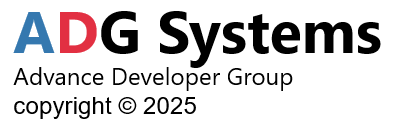 ADG Systems
Advance Developer Group
copyright © 2025